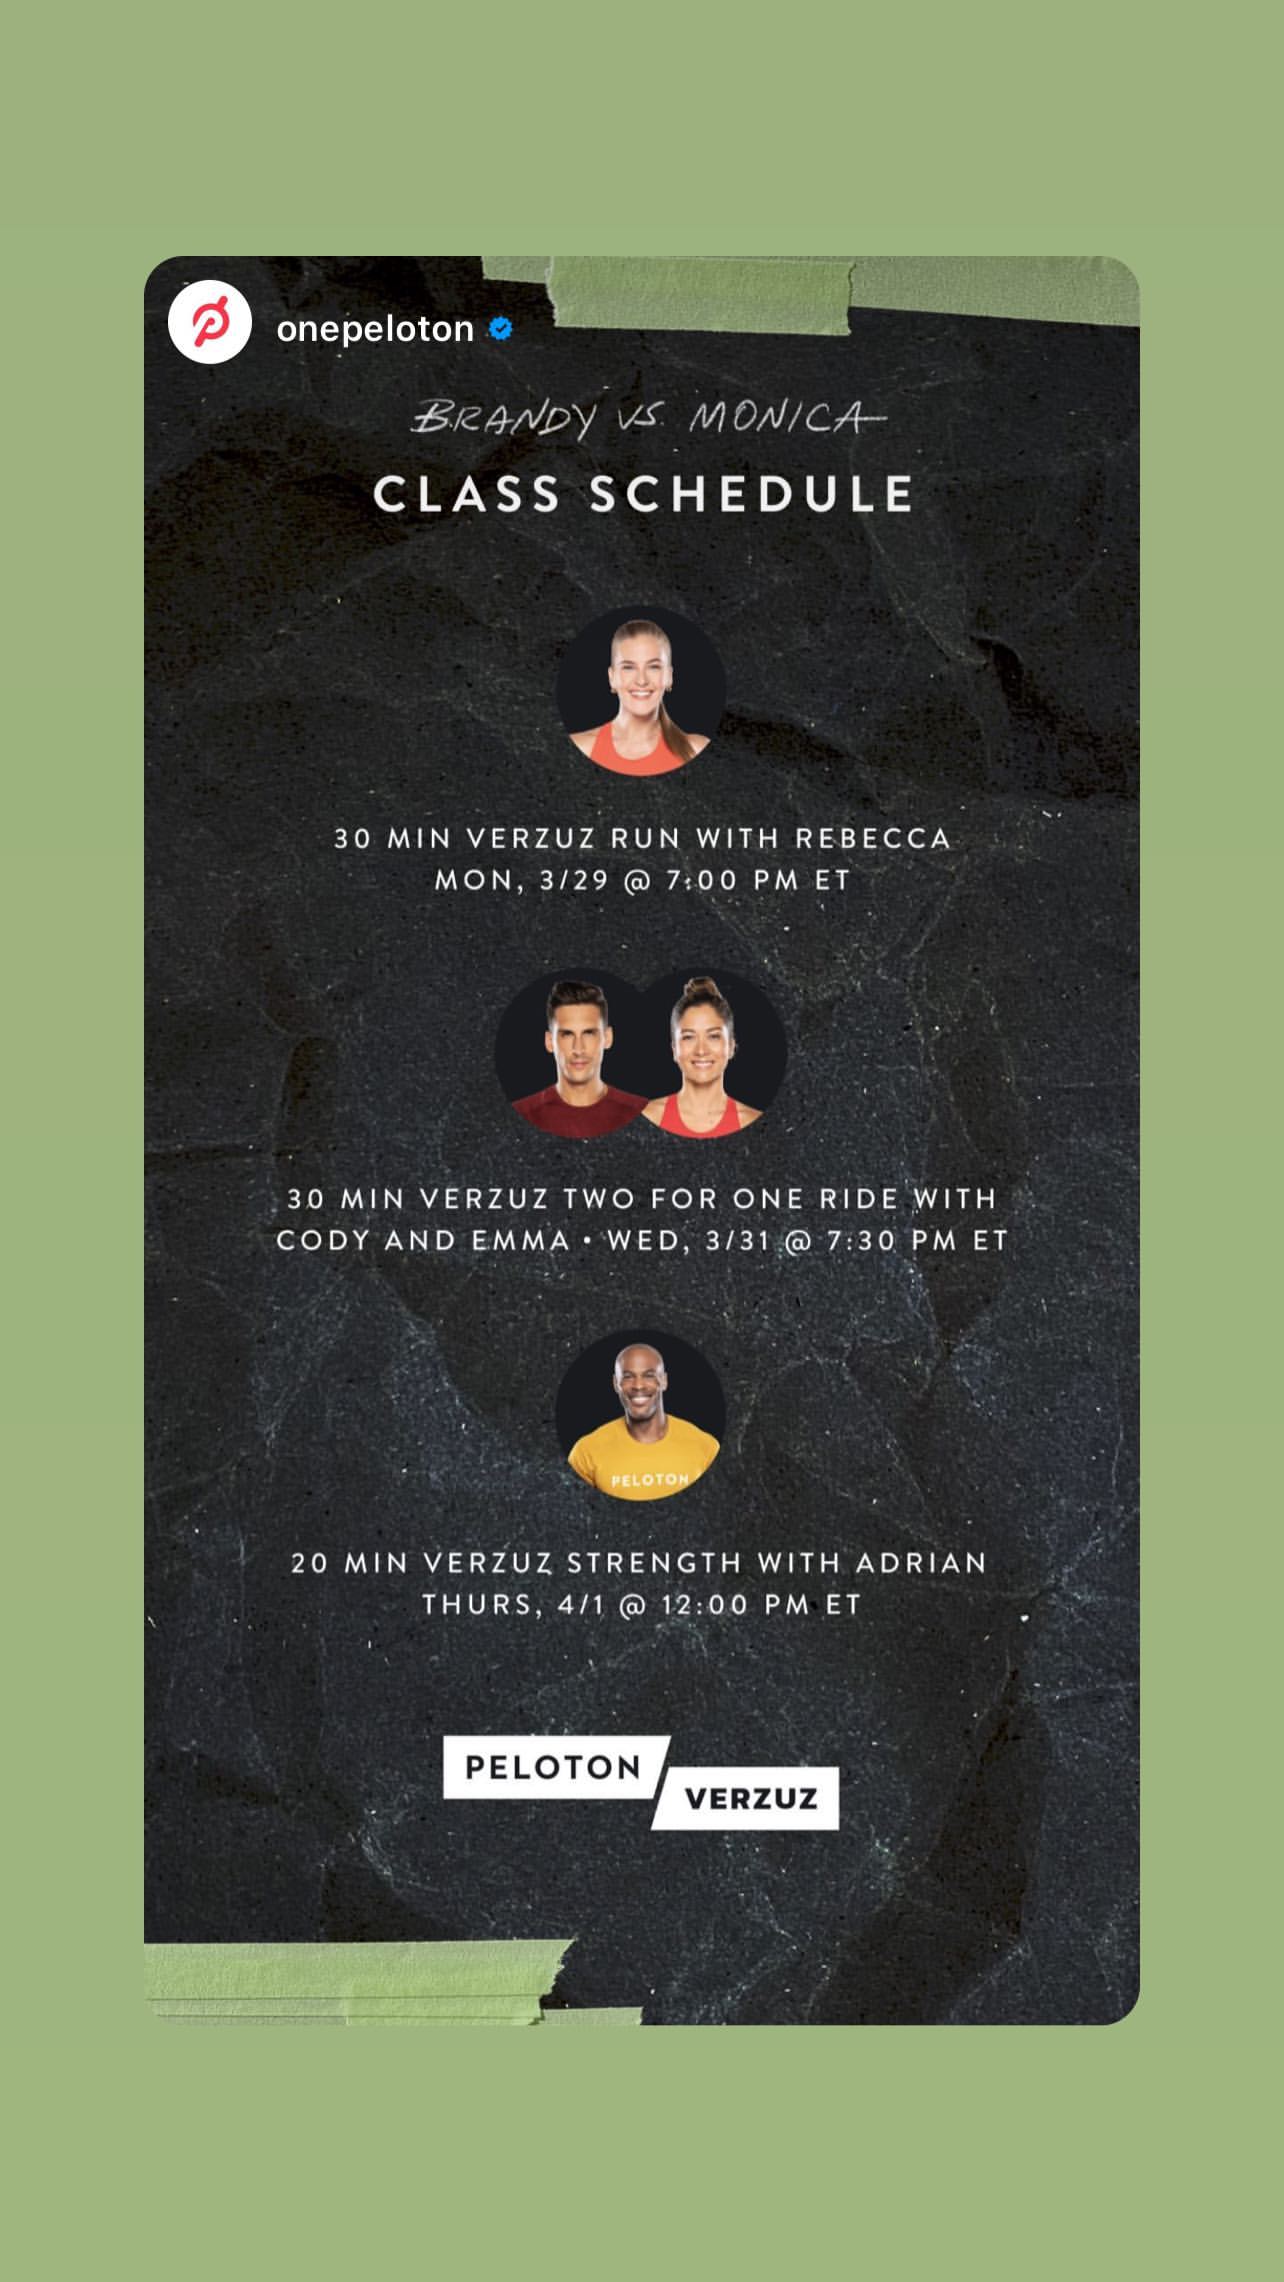 onepeloton
BRANDY VS. MONICA
CLASS SCHEDULE
30 MIN VERZUZ RUN WITH REBECCA
MON, 3/29 @ 7:00 PM ET
30 MIN VERZUZ TWO FOR ONE RIDE WITH
CODY AND EMMA • WED, 3/31 @ 7:30 PM ET
PELOTON
20 MIN VERZUZ STRENGTH WITH ADRIAN
THURS, 4/1 @ 12:00 PM ET
PELOTON
VERZUZ